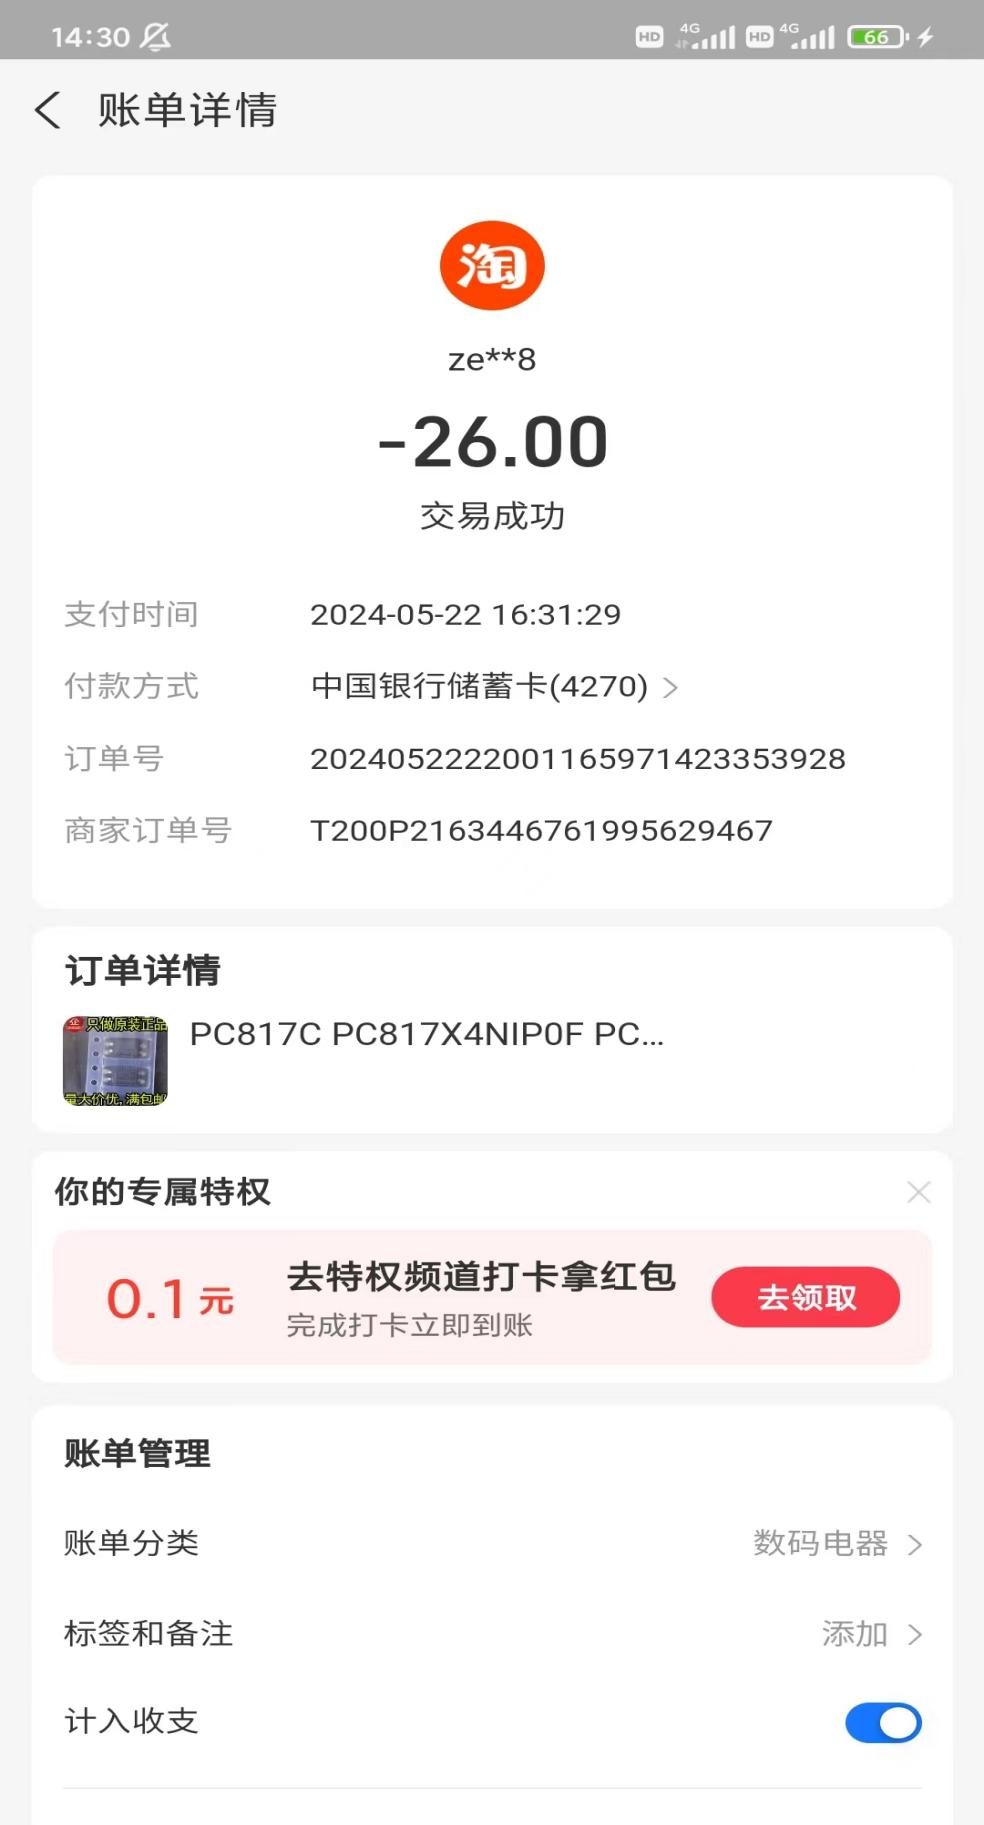 14:30
HD 4G HD 4G 66
账单详情
淘
ze**8
-26.00
交易成功
支付时间 2024-05-22 16:31:29
付款方式 中国银行储蓄卡(4270)
订单号 2024052222001165971423353928
商家订单号 T200P2163446761995629467
订单详情
只做原装正品
PC817C PC817X4NIP0F PC...
量大价优,满包邮
你的专属特权
0.1元
去特权频道打卡拿红包
完成打卡立即到账
去领取
账单管理
账单分类 数码电器
标签和备注 添加
计入收支